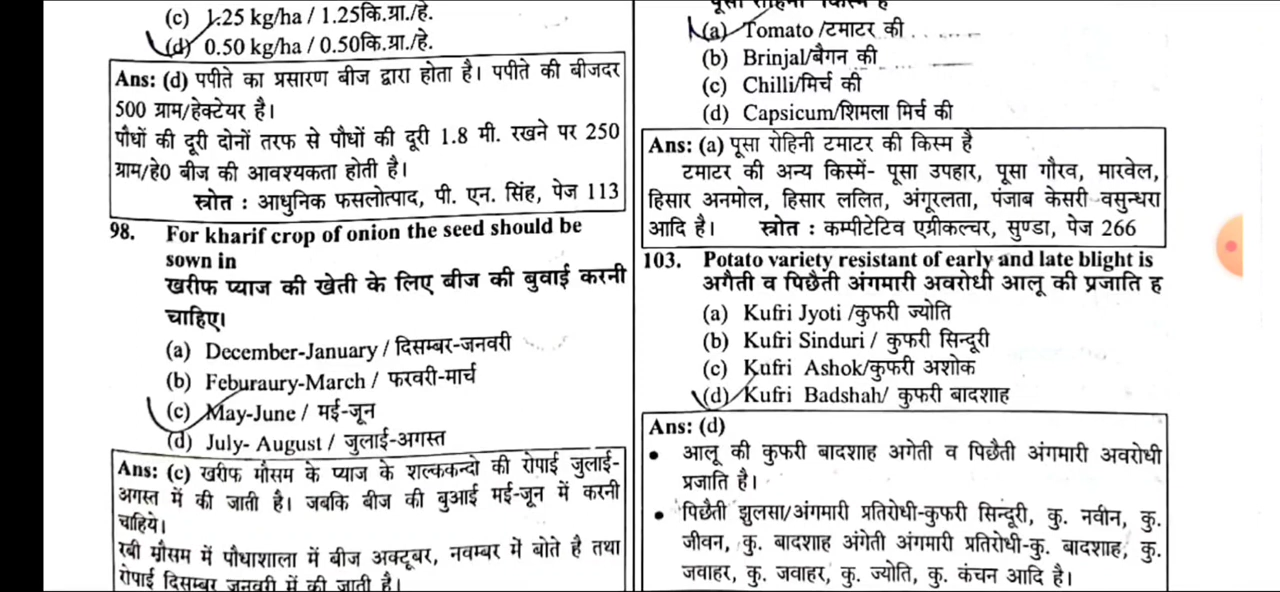 (c) 1.25 kg/ha / 1.25कि.ग्रा./हे.
(d) 0.50 kg/ha / 0.50कि.ग्रा./हे.
Ans: (d) पपीते का प्रसारण बीज द्वारा होता है। पपीते की बीजदर
500 ग्राम/हेक्टेयर है।
पौधों की दूरी दोनों तरफ से पौधों की दूरी 1.8 मी. रखने पर 250
ग्राम/हे0 बीज की आवश्यकता होती है।
स्त्रोत : आधुनिक फसलोत्पाद, पी. एन. सिंह, पेज 113
98. For kharif crop of onion the seed should be
sown in
खरीफ प्याज की खेती के लिए बीज की बुवाई करनी
चाहिए।
(a) December-January / दिसम्बर-जनवरी
(b) Feburaury-March / फरवरी-मार्च
(c) May-June / मई-जून
(d) July- August / जुलाई-अगस्त
Ans: (c) खरीफ मौसम के प्याज के शल्ककन्दो की रोपाई जुलाई-
अगस्त में की जाती है। जबकि बीज की बुआई मई-जून में करनी
चाहिये।
रबी मौसम में पौधाशाला में बीज अक्टूबर, नवम्बर में बोते है तथा
रोपाई दिसम्बर जनवरी में की जाती है।
पूसा रोहिनी किस्म है
(a) Tomato /टमाटर की
(b) Brinjal/बैगन की
(c) Chilli/मिर्च की
(d) Capsicum/शिमला मिर्च की
Ans: (a) पूसा रोहिनी टमाटर की किस्म है
टमाटर की अन्य किस्में- पूसा उपहार, पूसा गौरव, मारवेल,
हिसार अनमोल, हिसार ललित, अंगूरलता, पंजाब केसरी वसुन्धरा
आदि है। स्त्रोत : कम्पीटेटिव एग्रीकल्चर, सुण्डा, पेज 266
103. Potato variety resistant of early and late blight is
अगैती व पिछैती अंगमारी अवरोधी आलू की प्रजाति ह
(a) Kufri Jyoti /कुफरी ज्योति
(b) Kufri Sinduri / कुफरी सिन्दूरी
(c) Kufri Ashok/कुफरी अशोक
(d) Kufri Badshah/ कुफरी बादशाह
Ans: (d)
• आलू की कुफरी बादशाह अगेती व पिछैती अंगमारी अवरोधी
प्रजाति है।
• पिछैती झुलसा/अंगमारी प्रतिरोधी-कुफरी सिन्दूरी, कु. नवीन, कु.
जीवन, कु. बादशाह अंगेती अंगमारी प्रतिरोधी-कु. बादशाह, कु.
जवाहर, कु. जवाहर, कु. ज्योति, कु. कंचन आदि है।